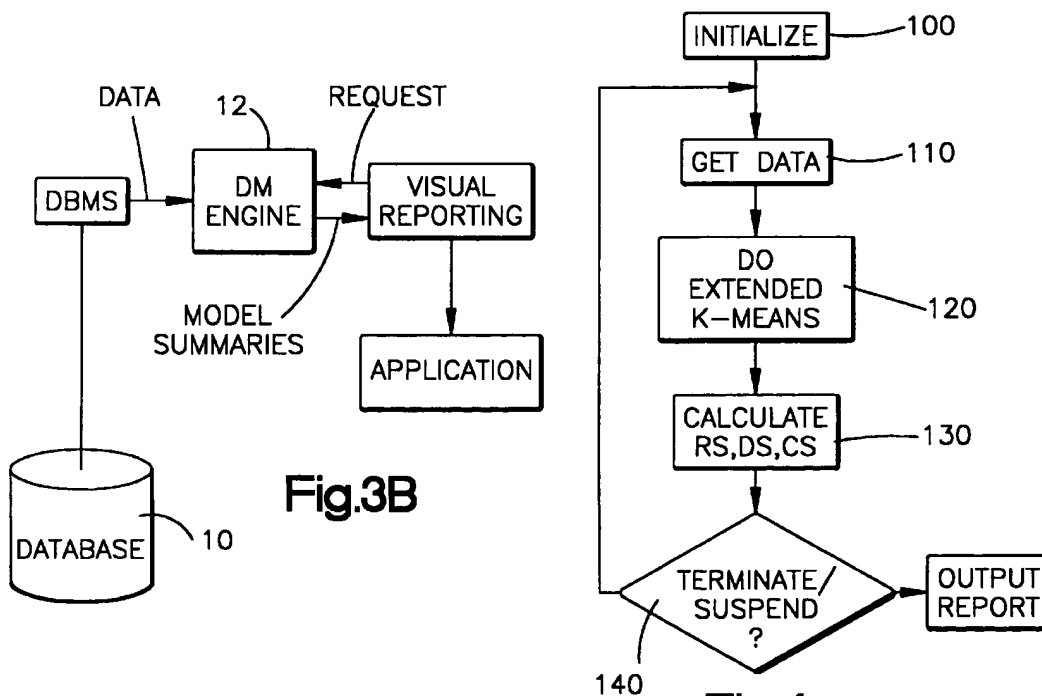 DATA
12
REQUEST
DBMS
DM
ENGINE
VISUAL
REPORTING
MODEL
SUMMARIES
APPLICATION
DATABASE
10
Fig.3B
INITIALIZE
100
GET DATA
110
DO
EXTENDED
K-MEANS
120
CALCULATE
RS,DS,CS
130
TERMINATE/
SUSPEND
?
140
OUTPUT
REPORT